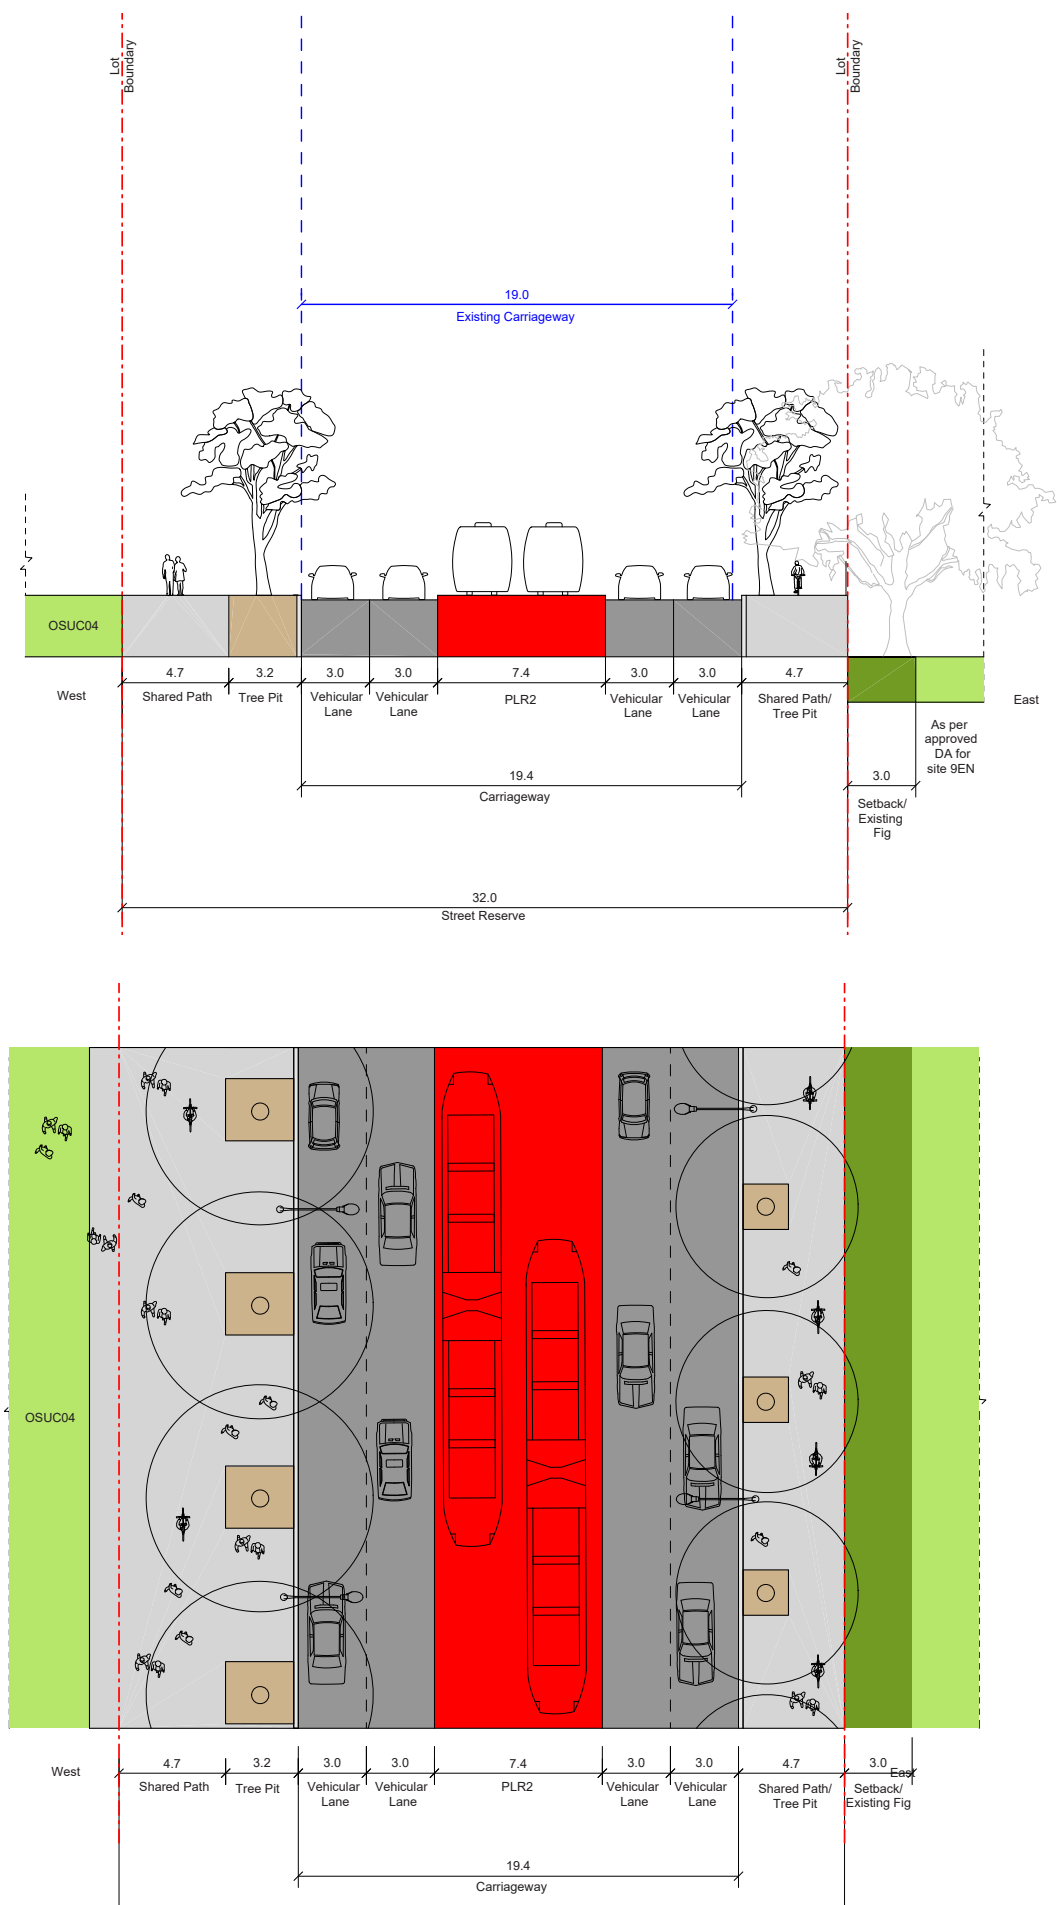 Lot
Boundary
Lot
Boundary
19.0
Existing Carriageway
OSUC04
4.7
3.2
3.0
3.0
7.4
3.0
3.0
4.7
West
Shared Path
Tree Pit
Vehicular
Lane
Vehicular
Lane
PLR2
Vehicular
Lane
Vehicular
Lane
Shared Path/
Tree Pit
East
As per
approved
DA for
site 9EN
19.4
Carriageway
3.0
Setback/
Existing
Fig
32.0
Street Reserve
OSUC04
4.7
3.2
3.0
3.0
7.4
3.0
3.0
4.7
3.0
West
East
Shared Path
Tree Pit
Vehicular
Lane
Vehicular
Lane
PLR2
Vehicular
Lane
Vehicular
Lane
Shared Path/
Tree Pit
Setback/
Existing Fig
19.4
Carriageway